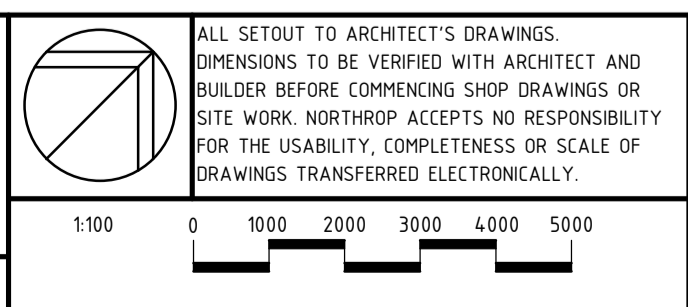 ALL SETOUT TO ARCHITECT'S DRAWINGS.
DIMENSIONS TO BE VERIFIED WITH ARCHITECT AND
BUILDER BEFORE COMMENCING SHOP DRAWINGS OR
SITE WORK. NORTHROP ACCEPTS NO RESPONSIBILITY
FOR THE USABILITY, COMPLETENESS OR SCALE OF
DRAWINGS TRANSFERRED ELECTRONICALLY.
1:100 0 1000 2000 3000 4000 5000